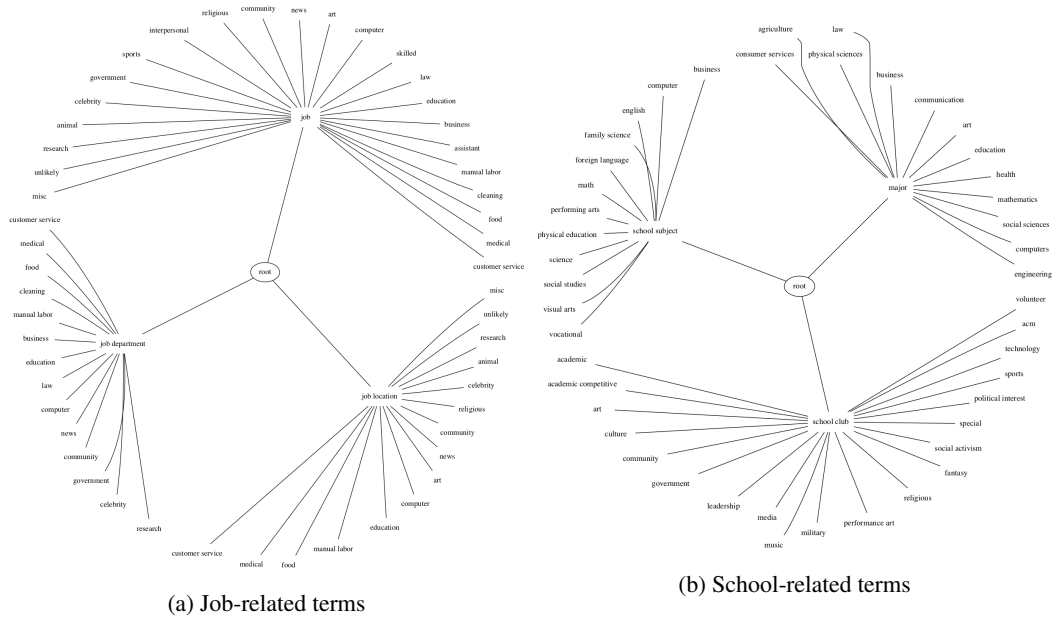 religious
community
news
art
computer
interpersonal
skilled
sports
law
government
education
celebrity
business
animal
job
assistant
research
manual labor
unlikely
cleaning
misc
food
medical
customer service
customer service
medical
food
cleaning
manual labor
business
education
law
computer
news
community
government
celebrity
research
job department
root
misc
unlikely
research
animal
celebrity
religious
community
news
art
computer
education
manual labor
food
medical
customer service
job location
(a) Job-related terms
agriculture
law
consumer services
physical sciences
business
communication
art
education
health
mathematics
social sciences
computers
engineering
major
business
computer
english
family science
foreign language
math
performing arts
physical education
science
social studies
visual arts
vocational
school subject
root
volunteer
acm
technology
sports
political interest
special
social activism
fantasy
religious
performance art
military
music
media
leadership
government
community
culture
art
academic competitive
academic
school club
(b) School-related terms